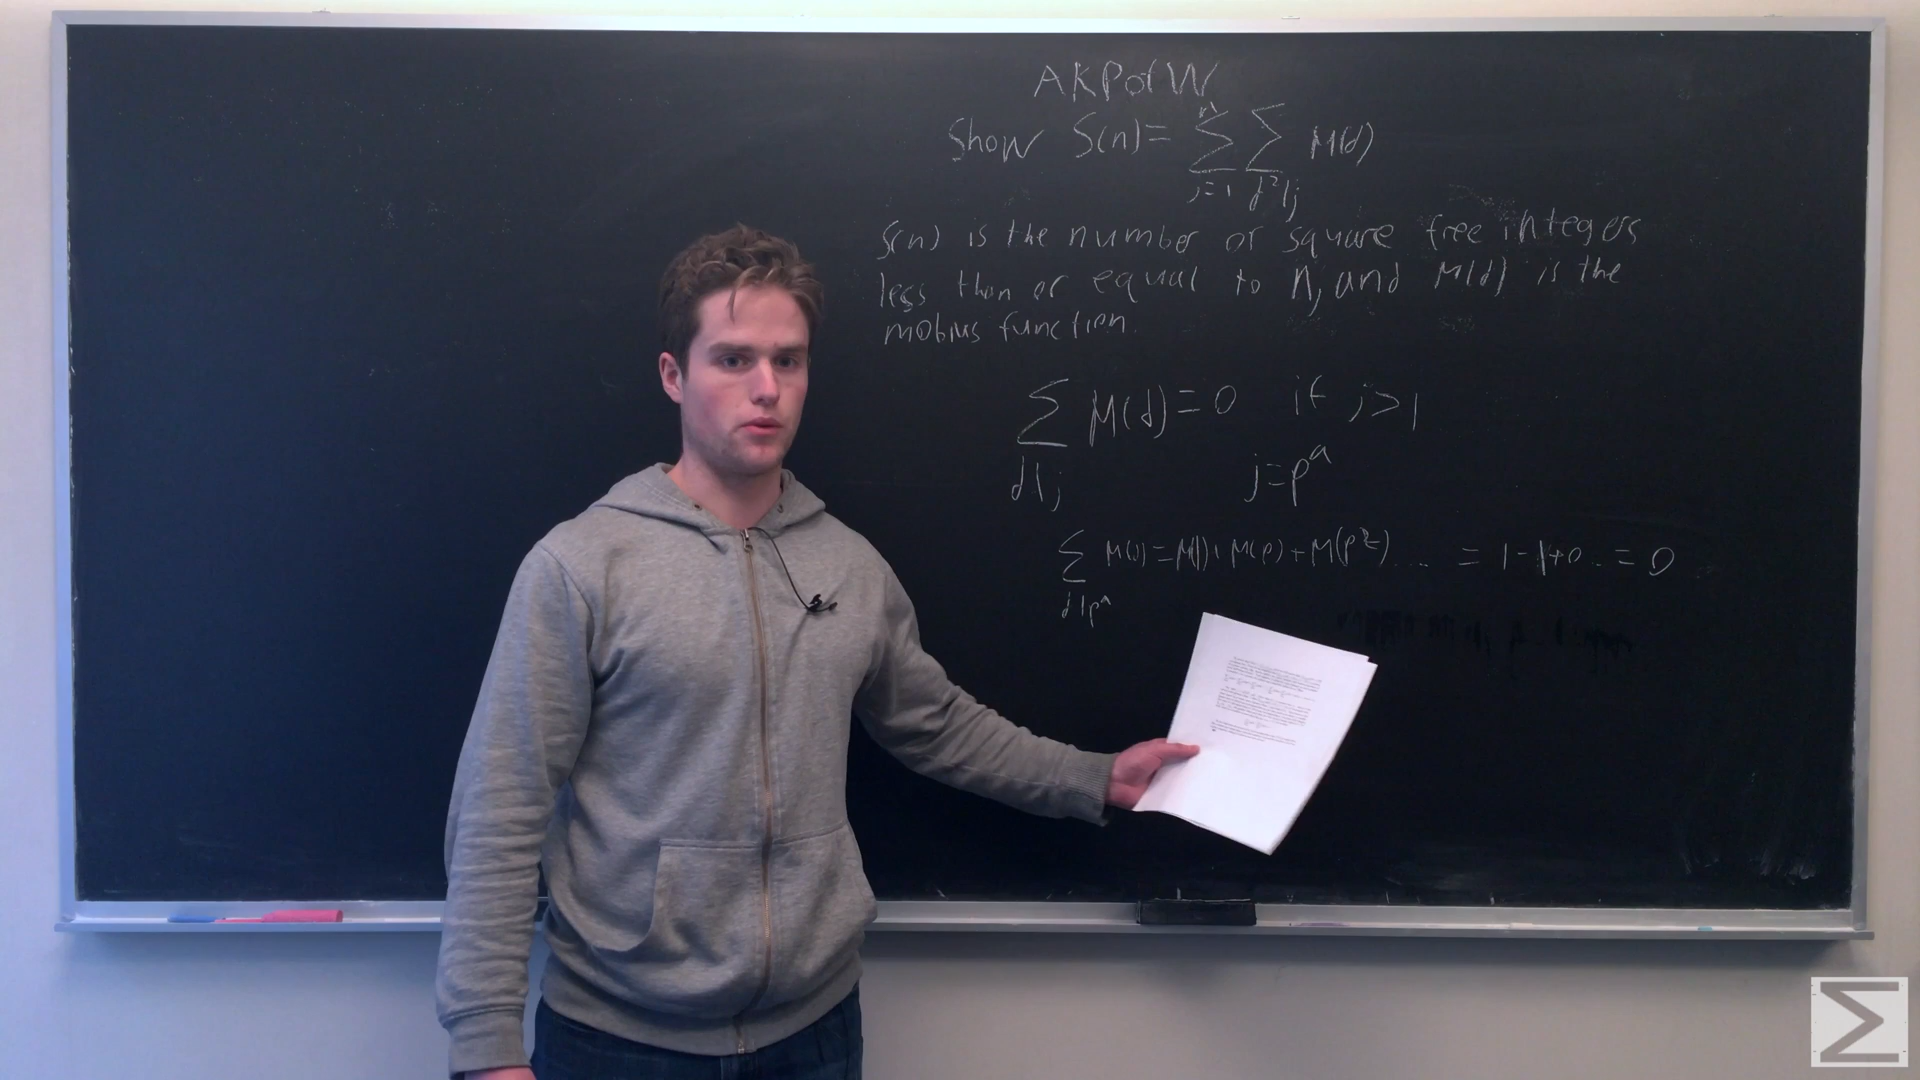 AKPofW
Show S(n) = n∑j=1 ∑d²|j M(d)
S(n) is the number of square free integers
less than or equal to n, and M(d) is the
mobius function.
∑ M(d) = 0 if j > 1
d|j j = p^a
∑ M(d) = M(1) + M(p) + M(p²) .... = 1 - 1 + 0 .. = 0
d|p^a
Σ